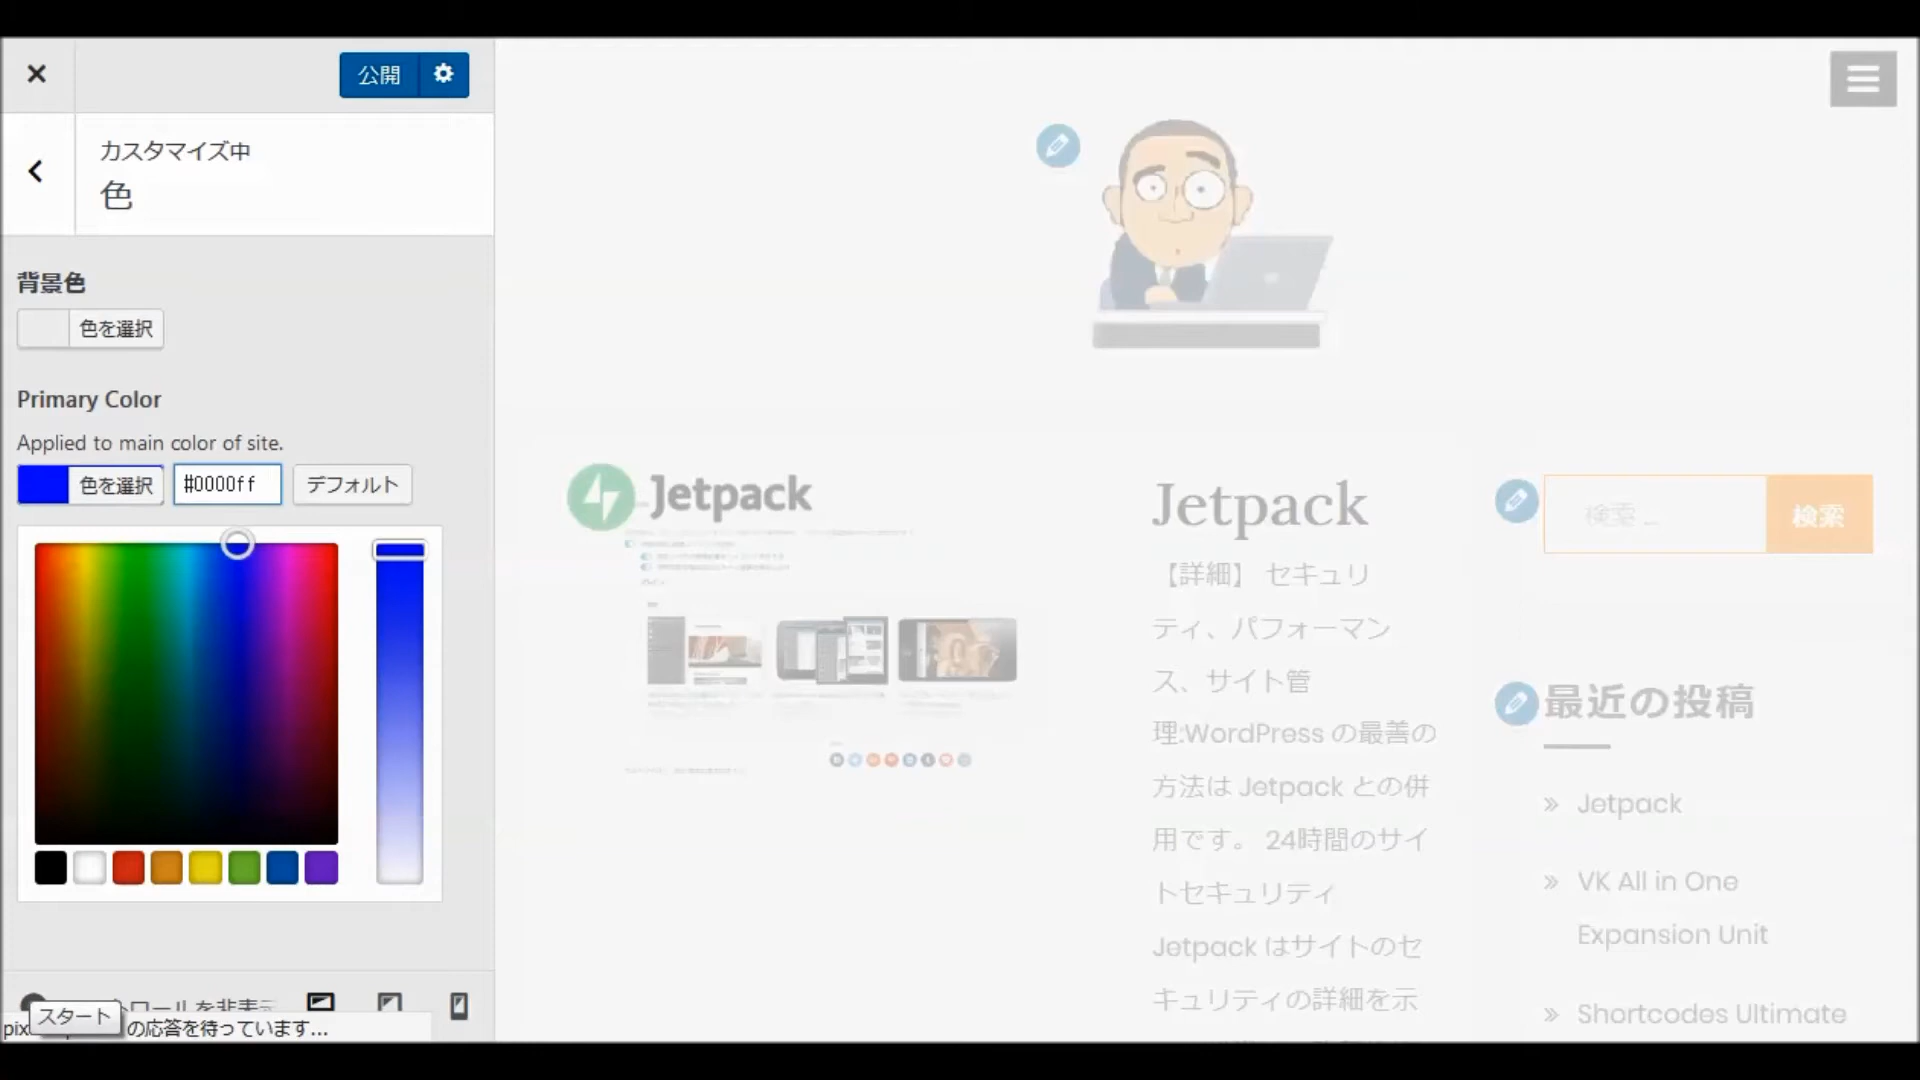 公開
カスタマイズ中
色
背景色
色を選択
Primary Color
Applied to main color of site.
色を選択
#0000ff
デフォルト
スタート
の応答を待っています...
Jetpack
Jetpack
【詳細】 セキュリ
ティ、パフォーマン
ス、サイト管
理:WordPress の最善の
方法は Jetpack との併
用です。 24時間のサイ
トセキュリティ
Jetpack はサイトのセ
キュリティの詳細を示
検索 ...
検索
最近の投稿
» Jetpack
» VK All in One
Expansion Unit
» Shortcodes Ultimate